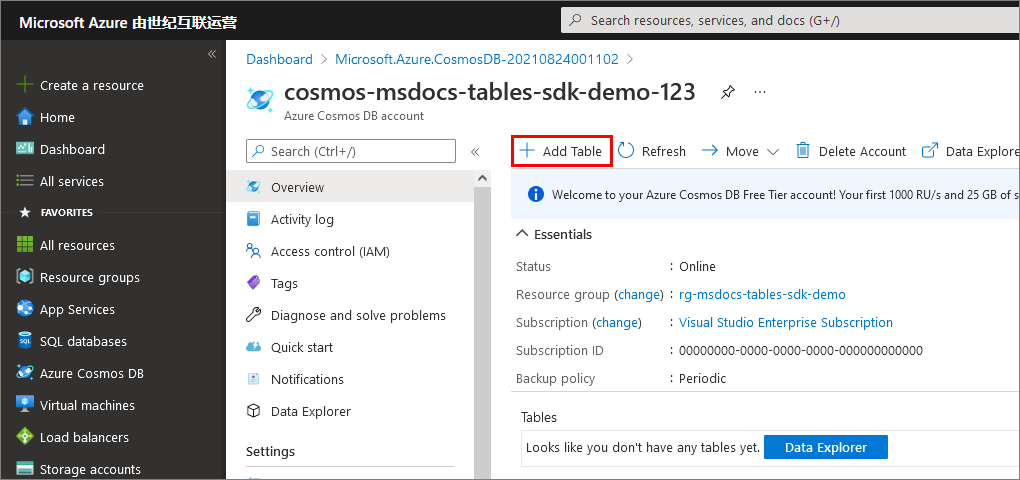 Microsoft Azure 由世纪互联运营
Search resources, services, and docs (G+/)
«
Create a resource
Home
Dashboard
All services
FAVORITES
All resources
Resource groups
App Services
SQL databases
Azure Cosmos DB
Virtual machines
Load balancers
Storage accounts
Dashboard > Microsoft.Azure.CosmosDB-20210824001102 >
cosmos-msdocs-tables-sdk-demo-123 ...
Azure Cosmos DB account
Search (Ctrl+/) «
Overview
Activity log
Access control (IAM)
Tags
Diagnose and solve problems
Quick start
Notifications
Data Explorer
Settings
Add Table Refresh Move Delete Account Data Explore
Welcome to your Azure Cosmos DB Free Tier account! Your first 1000 RU/s and 25 GB of s
Essentials
Status : Online
Resource group (change) : rg-msdocs-tables-sdk-demo
Subscription (change) : Visual Studio Enterprise Subscription
Subscription ID : 00000000-0000-0000-0000-000000000000
Backup policy : Periodic
Tables
Looks like you don't have any tables yet. Data Explorer